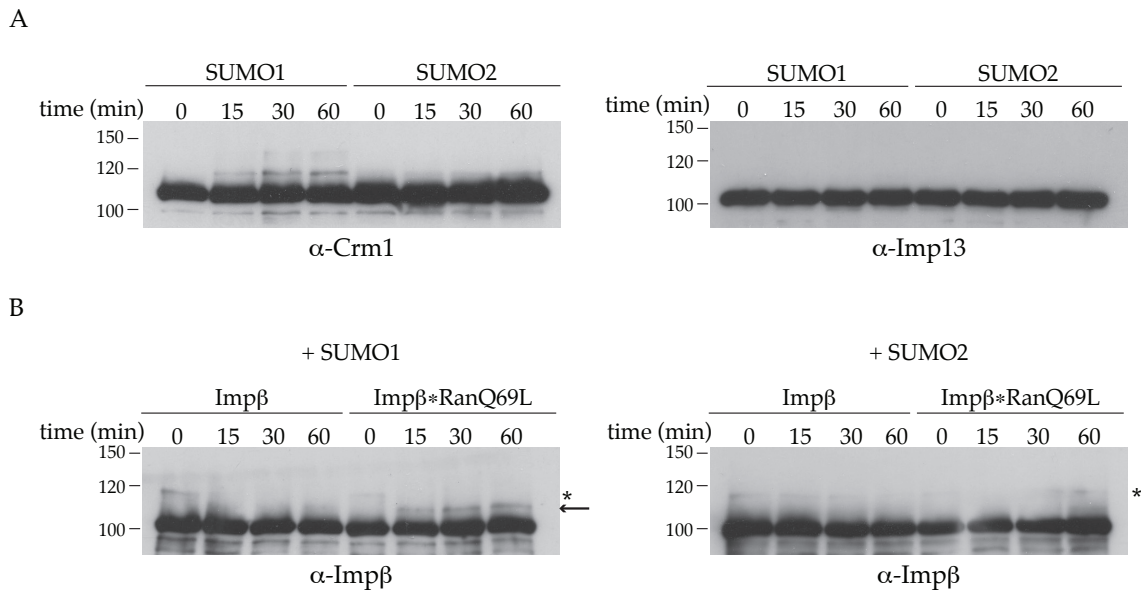 A
SUMO1 SUMO2
time (min) 0 15 30 60 0 15 30 60
150
120
100
α-Crm1
SUMO1 SUMO2
time (min) 0 15 30 60 0 15 30 60
150
120
100
α-Imp13
B
+ SUMO1
Impβ Impβ*RanQ69L
time (min) 0 15 30 60 0 15 30 60
150
120
*
100
α-Impβ
+ SUMO2
Impβ Impβ*RanQ69L
time (min) 0 15 30 60 0 15 30 60
150
120
*
100
α-Impβ